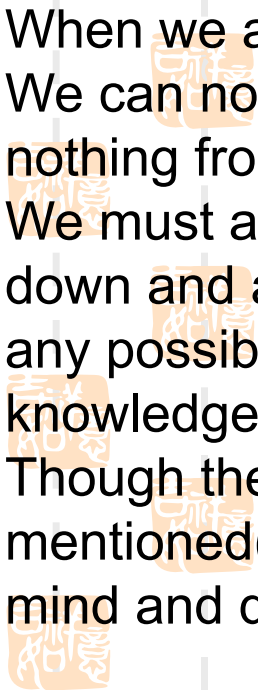 When we a
We can no
nothing fro
We must a
down and a
any possib
knowledge
Though the
mentioned
mind and